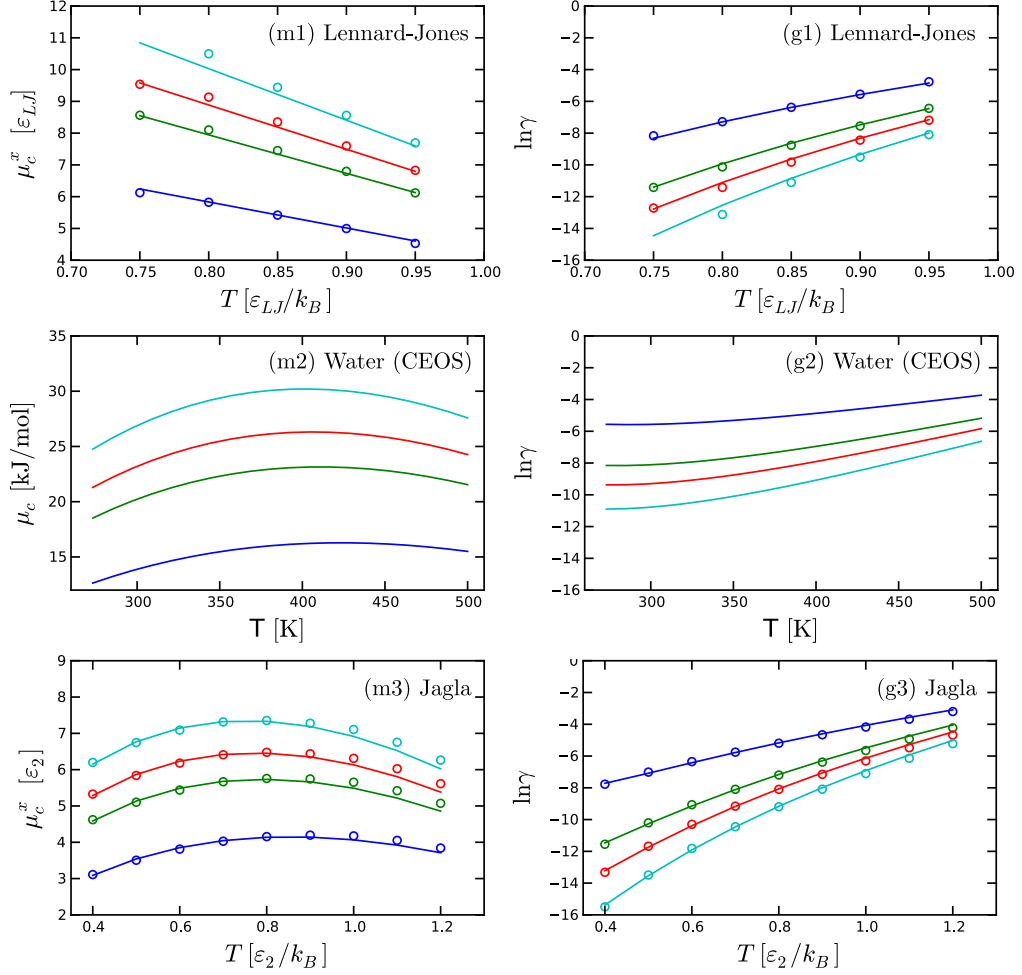 (m1) Lennard-Jones
μ_c^x [ε_LJ]
12
11
10
9
8
7
6
5
4
0.70 0.75 0.80 0.85 0.90 0.95 1.00
T [ε_LJ/k_B]
(g1) Lennard-Jones
lnγ
0
−2
−4
−6
−8
−10
−12
−14
−16
0.70 0.75 0.80 0.85 0.90 0.95 1.00
T [ε_LJ/k_B]
(m2) Water (CEOS)
μ_c [kJ/mol]
35
30
25
20
15
300 350 400 450 500
T [K]
(g2) Water (CEOS)
lnγ
0
−2
−4
−6
−8
−10
−12
−14
−16
300 350 400 450 500
T [K]
(m3) Jagla
μ_c^x [ε_2]
9
8
7
6
5
4
3
2
0.4 0.6 0.8 1.0 1.2
T [ε_2/k_B]
(g3) Jagla
lnγ
0
−2
−4
−6
−8
−10
−12
−14
−16
0.4 0.6 0.8 1.0 1.2
T [ε_2/k_B]